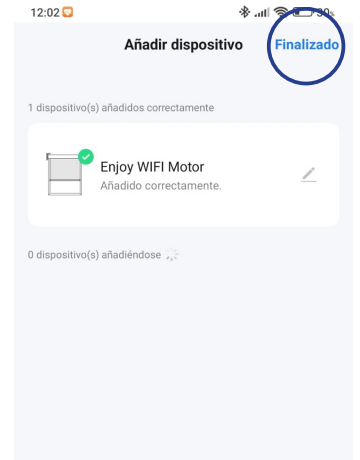 12:02
Añadir dispositivo
Finalizado
1 dispositivo(s) añadidos correctamente
Enjoy WIFI Motor
Añadido correctamente.
0 dispositivo(s) añadiéndose